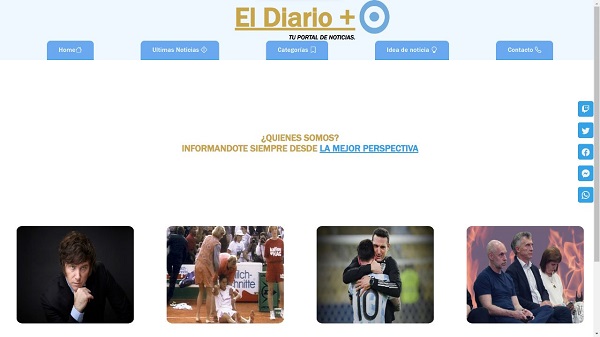 El Diario +
TU PORTAL DE NOTICIAS.
Home
Ultimas Noticias
Categorías
Idea de noticia
Contacto
¿QUIENES SOMOS?
INFORMANDOTE SIEMPRE DESDE LA MEJOR PERSPECTIVA
10